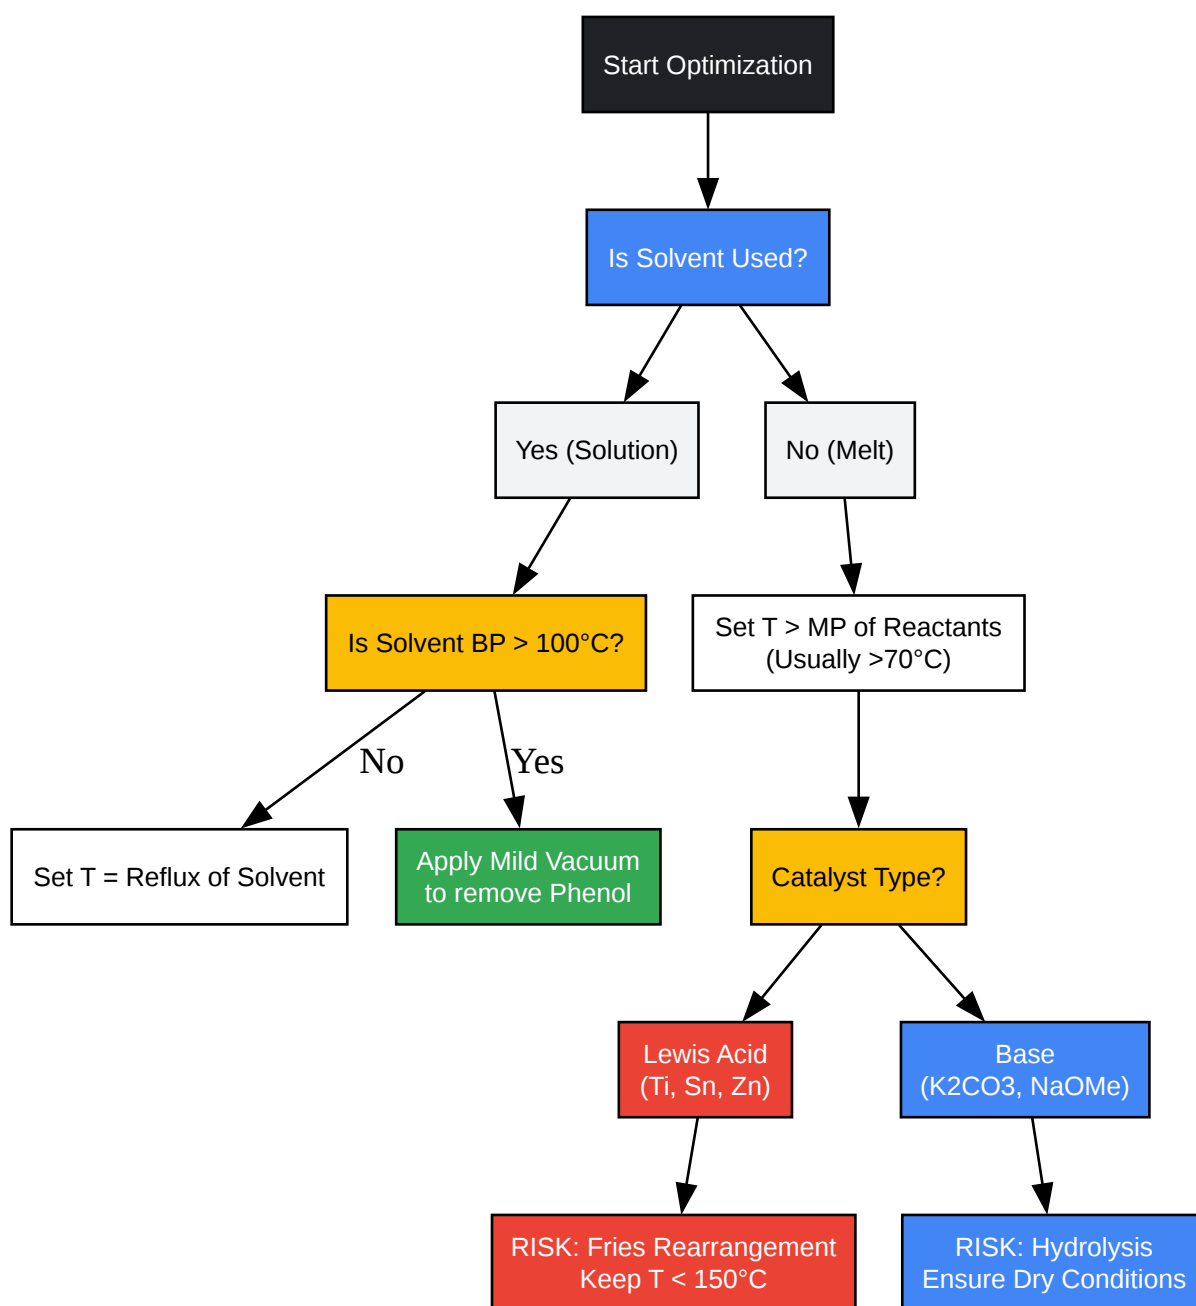 Start Optimization
Is Solvent Used?
Yes (Solution)
No (Melt)
Is Solvent BP > 100°C?
Set T > MP of Reactants
(Usually >70°C)
No
Yes
Set T = Reflux of Solvent
Apply Mild Vacuum
to remove Phenol
Catalyst Type?
Lewis Acid
(Ti, Sn, Zn)
Base
(K2CO3, NaOMe)
RISK: Fries Rearrangement
Keep T < 150°C
RISK: Hydrolysis
Ensure Dry Conditions